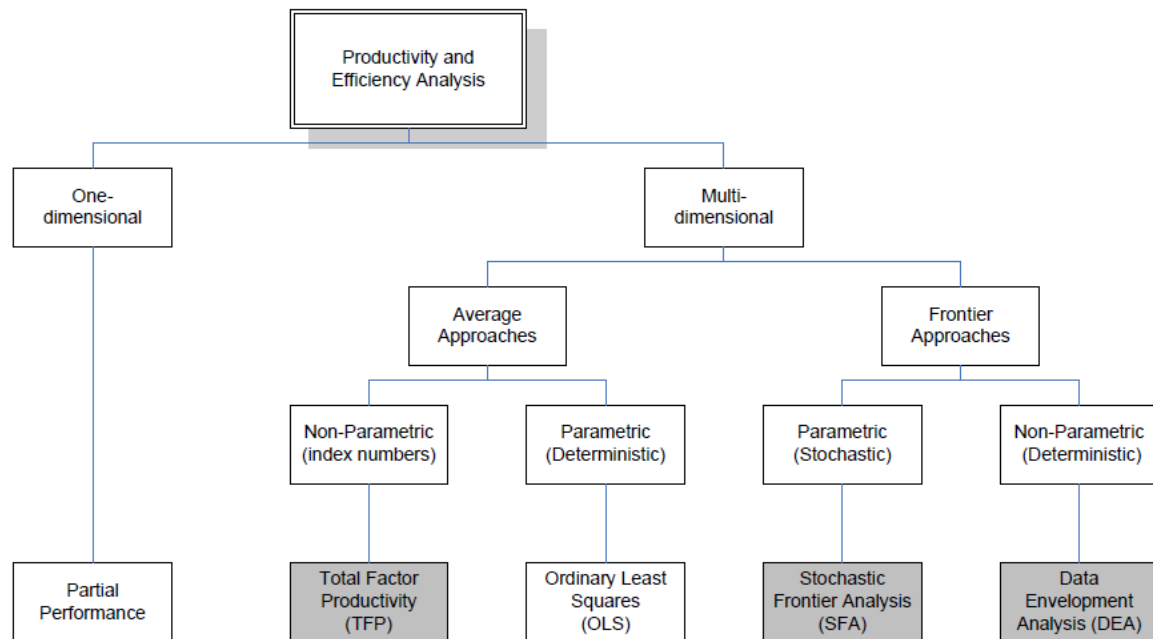 Productivity and
Efficiency Analysis
One-
dimensional
Multi-
dimensional
Average
Approaches
Frontier
Approaches
Non-Parametric
(index numbers)
Parametric
(Deterministic)
Parametric
(Stochastic)
Non-Parametric
(Deterministic)
Partial
Performance
Total Factor
Productivity
(TFP)
Ordinary Least
Squares
(OLS)
Stochastic
Frontier Analysis
(SFA)
Data
Envelopment
Analysis (DEA)